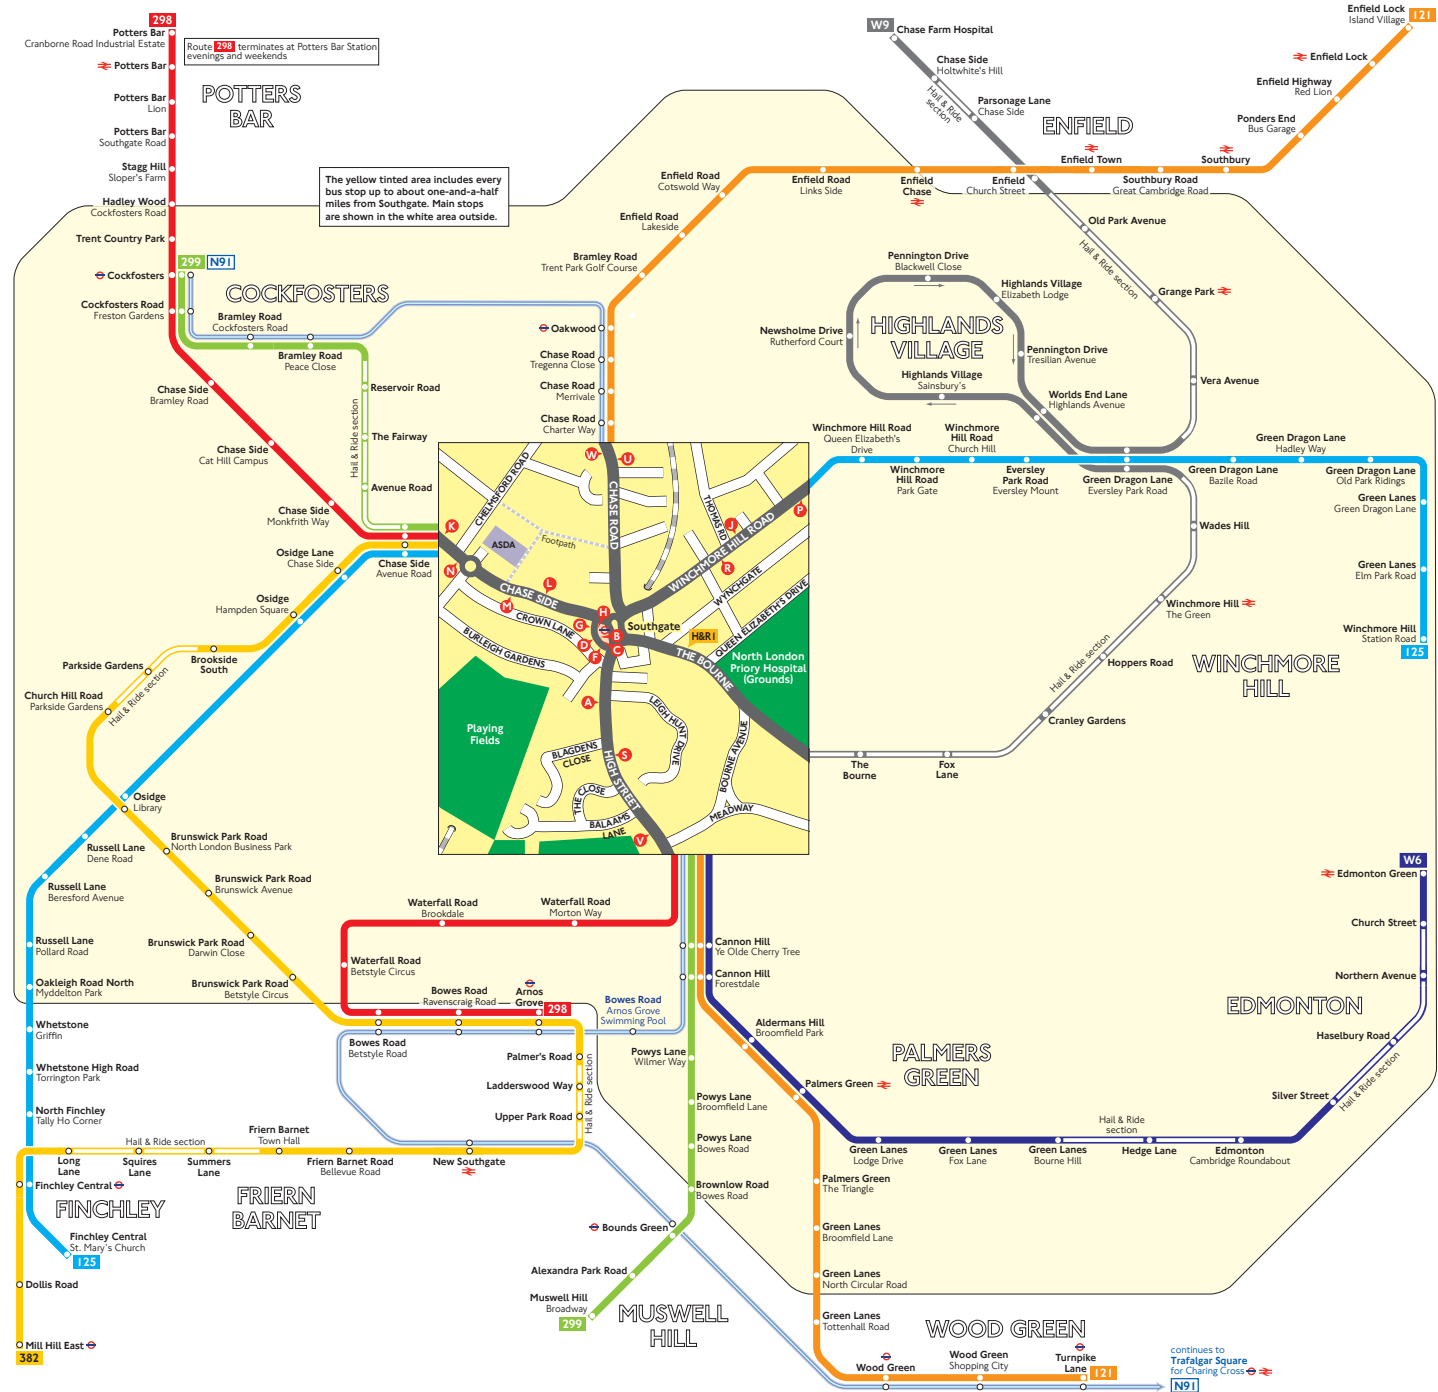 298
Potters Bar
Cranborne Road Industrial Estate
Potters Bar
Potters Bar
Lion
Potters Bar
Southgate Road
Stagg Hill
Sloper's Farm
Hadley Wood
Cockfosters Road
Trent Country Park
Cockfosters
Cockfosters Road
Freston Gardens
Route 298 terminates at Potters Bar Station
evenings and weekends
POTTERS
BAR
The yellow tinted area includes every
bus stop up to about one-and-a-half
miles from Southgate. Main stops
are shown in the white area outside.
299
N91
COCKFOSTERS
Bramley Road
Cockfosters Road
Bramley Road
Peace Close
Reservoir Road
Hail & Ride section
The Fairway
Avenue Road
Chase Side
Bramley Road
Chase Side
Cat Hill Campus
Chase Side
Monkfrith Way
Chase Side
Avenue Road
Osidge Lane
Chase Side
Osidge
Hampden Square
Brookside
South
Parkside Gardens
Hail & Ride section
Church Hill Road
Parkside Gardens
Osidge
Library
W9
Chase Farm Hospital
Chase Side
Holtwhite's Hill
Hail & Ride
section
Parsonage Lane
Chase Side
ENFIELD
Enfield Lock
Island Village
121
Enfield Lock
Enfield Highway
Red Lion
Ponders End
Bus Garage
Southbury
Enfield Town
Southbury Road
Great Cambridge Road
Enfield
Church Street
Enfield
Chase
Enfield Road
Links Side
Enfield Road
Cotswold Way
Enfield Road
Lakeside
Bramley Road
Trent Park Golf Course
Oakwood
Chase Road
Tregenna Close
Chase Road
Merrivale
Chase Road
Charter Way
Old Park Avenue
Hail & Ride section
Grange Park
Vera Avenue
Pennington Drive
Blackwell Close
Highlands Village
Elizabeth Lodge
Newsholme Drive
Rutherford Court
HIGHLANDS
VILLAGE
Pennington Drive
Tresilian Avenue
Highlands Village
Sainsbury's
Worlds End Lane
Highlands Avenue
Winchmore Hill Road
Queen Elizabeth's
Drive
Winchmore
Hill Road
Park Gate
Winchmore
Hill Road
Church Hill
Eversley
Park Road
Eversley Mount
Green Dragon Lane
Eversley Park Road
Green Dragon Lane
Bazile Road
Green Dragon Lane
Hadley Way
Green Dragon Lane
Old Park Ridings
Green Lanes
Green Dragon Lane
Green Lanes
Elm Park Road
Winchmore Hill
Station Road
125
Wades Hill
Winchmore Hill
The Green
Hoppers Road
Hail & Ride section
Cranley Gardens
WINCHMORE
HILL
The
Bourne
Fox
Lane
CHELMSFORD ROAD
ASDA
Footpath
CHASE ROAD
THOMAS RD
WINCHMORE HILL ROAD
WYNCHGATE
QUEEN ELIZABETH'S DRIVE
CHASE SIDE
CROWN LANE
BURLEIGH GARDENS
Southgate
H&R1
THE BOURNE
North London
Priory Hospital
(Grounds)
Playing
Fields
LEIGH HUNT DRIVE
BLAGDENS
CLOSE
HIGH STREET
THE CLOSE
BALAAMS
LANE
BOURNE AVENUE
MEADWAY
W
U
K
J
P
N
L
R
M
H
G
B
D
C
F
A
S
V
Russell Lane
Dene Road
Russell Lane
Beresford Avenue
Russell Lane
Pollard Road
Oakleigh Road North
Myddelton Park
Whetstone
Griffin
Whetstone High Road
Torrington Park
North Finchley
Tally Ho Corner
Brunswick Park Road
North London Business Park
Brunswick Park Road
Brunswick Avenue
Brunswick Park Road
Darwin Close
Brunswick Park Road
Betstyle Circus
Waterfall Road
Brookdale
Waterfall Road
Morton Way
Waterfall Road
Betstyle Circus
Bowes Road
Ravenscraig Road
Arnos
Grove
298
Bowes Road
Betstyle Road
Bowes Road
Arnos Grove
Swimming Pool
Palmer's Road
Ladderswood Way
Upper Park Road
Hail & Ride section
New Southgate
Friern Barnet Road
Bellevue Road
Friern Barnet
Town Hall
Hail & Ride section
Summers
Lane
Squires
Lane
Long
Lane
Finchley Central
FINCHLEY
FRIERN
BARNET
Finchley Central
St. Mary's Church
125
Dollis Road
Mill Hill East
382
Cannon Hill
Ye Olde Cherry Tree
Cannon Hill
Forestdale
Aldermans Hill
Broomfield Park
Palmers Green
PALMERS
GREEN
Powys Lane
Wilmer Way
Powys Lane
Broomfield Lane
Powys Lane
Bowes Road
Brownlow Road
Bowes Road
Bounds Green
Alexandra Park Road
Muswell Hill
Broadway
299
MUSWELL
HILL
Palmers Green
The Triangle
Green Lanes
Broomfield Lane
Green Lanes
North Circular Road
Green Lanes
Tottenhall Road
WOOD GREEN
Wood Green
Wood Green
Shopping City
Turnpike
Lane
121
continues to
Trafalgar Square
for Charing Cross
N91
Green Lanes
Lodge Drive
Green Lanes
Fox Lane
Green Lanes
Bourne Hill
Hail & Ride
section
Hedge Lane
Edmonton
Cambridge Roundabout
Silver Street
Hail & Ride section
Haselbury Road
EDMONTON
Northern Avenue
Church Street
Edmonton Green
W6